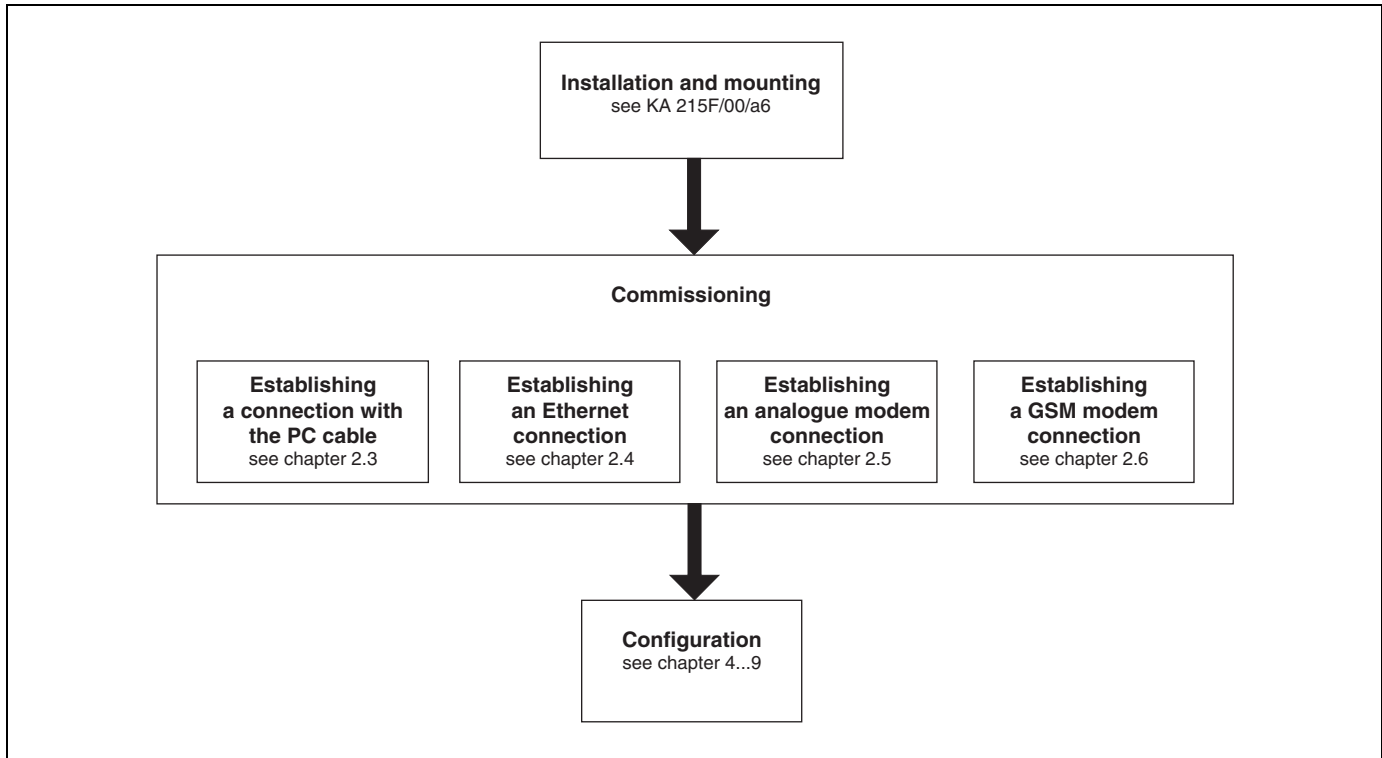 Installation and mounting
see KA 215F/00/a6
Commissioning
Establishing
a connection with
the PC cable
see chapter 2.3
Establishing
an Ethernet
connection
see chapter 2.4
Establishing
an analogue modem
connection
see chapter 2.5
Establishing
a GSM modem
connection
see chapter 2.6
Configuration
see chapter 4...9